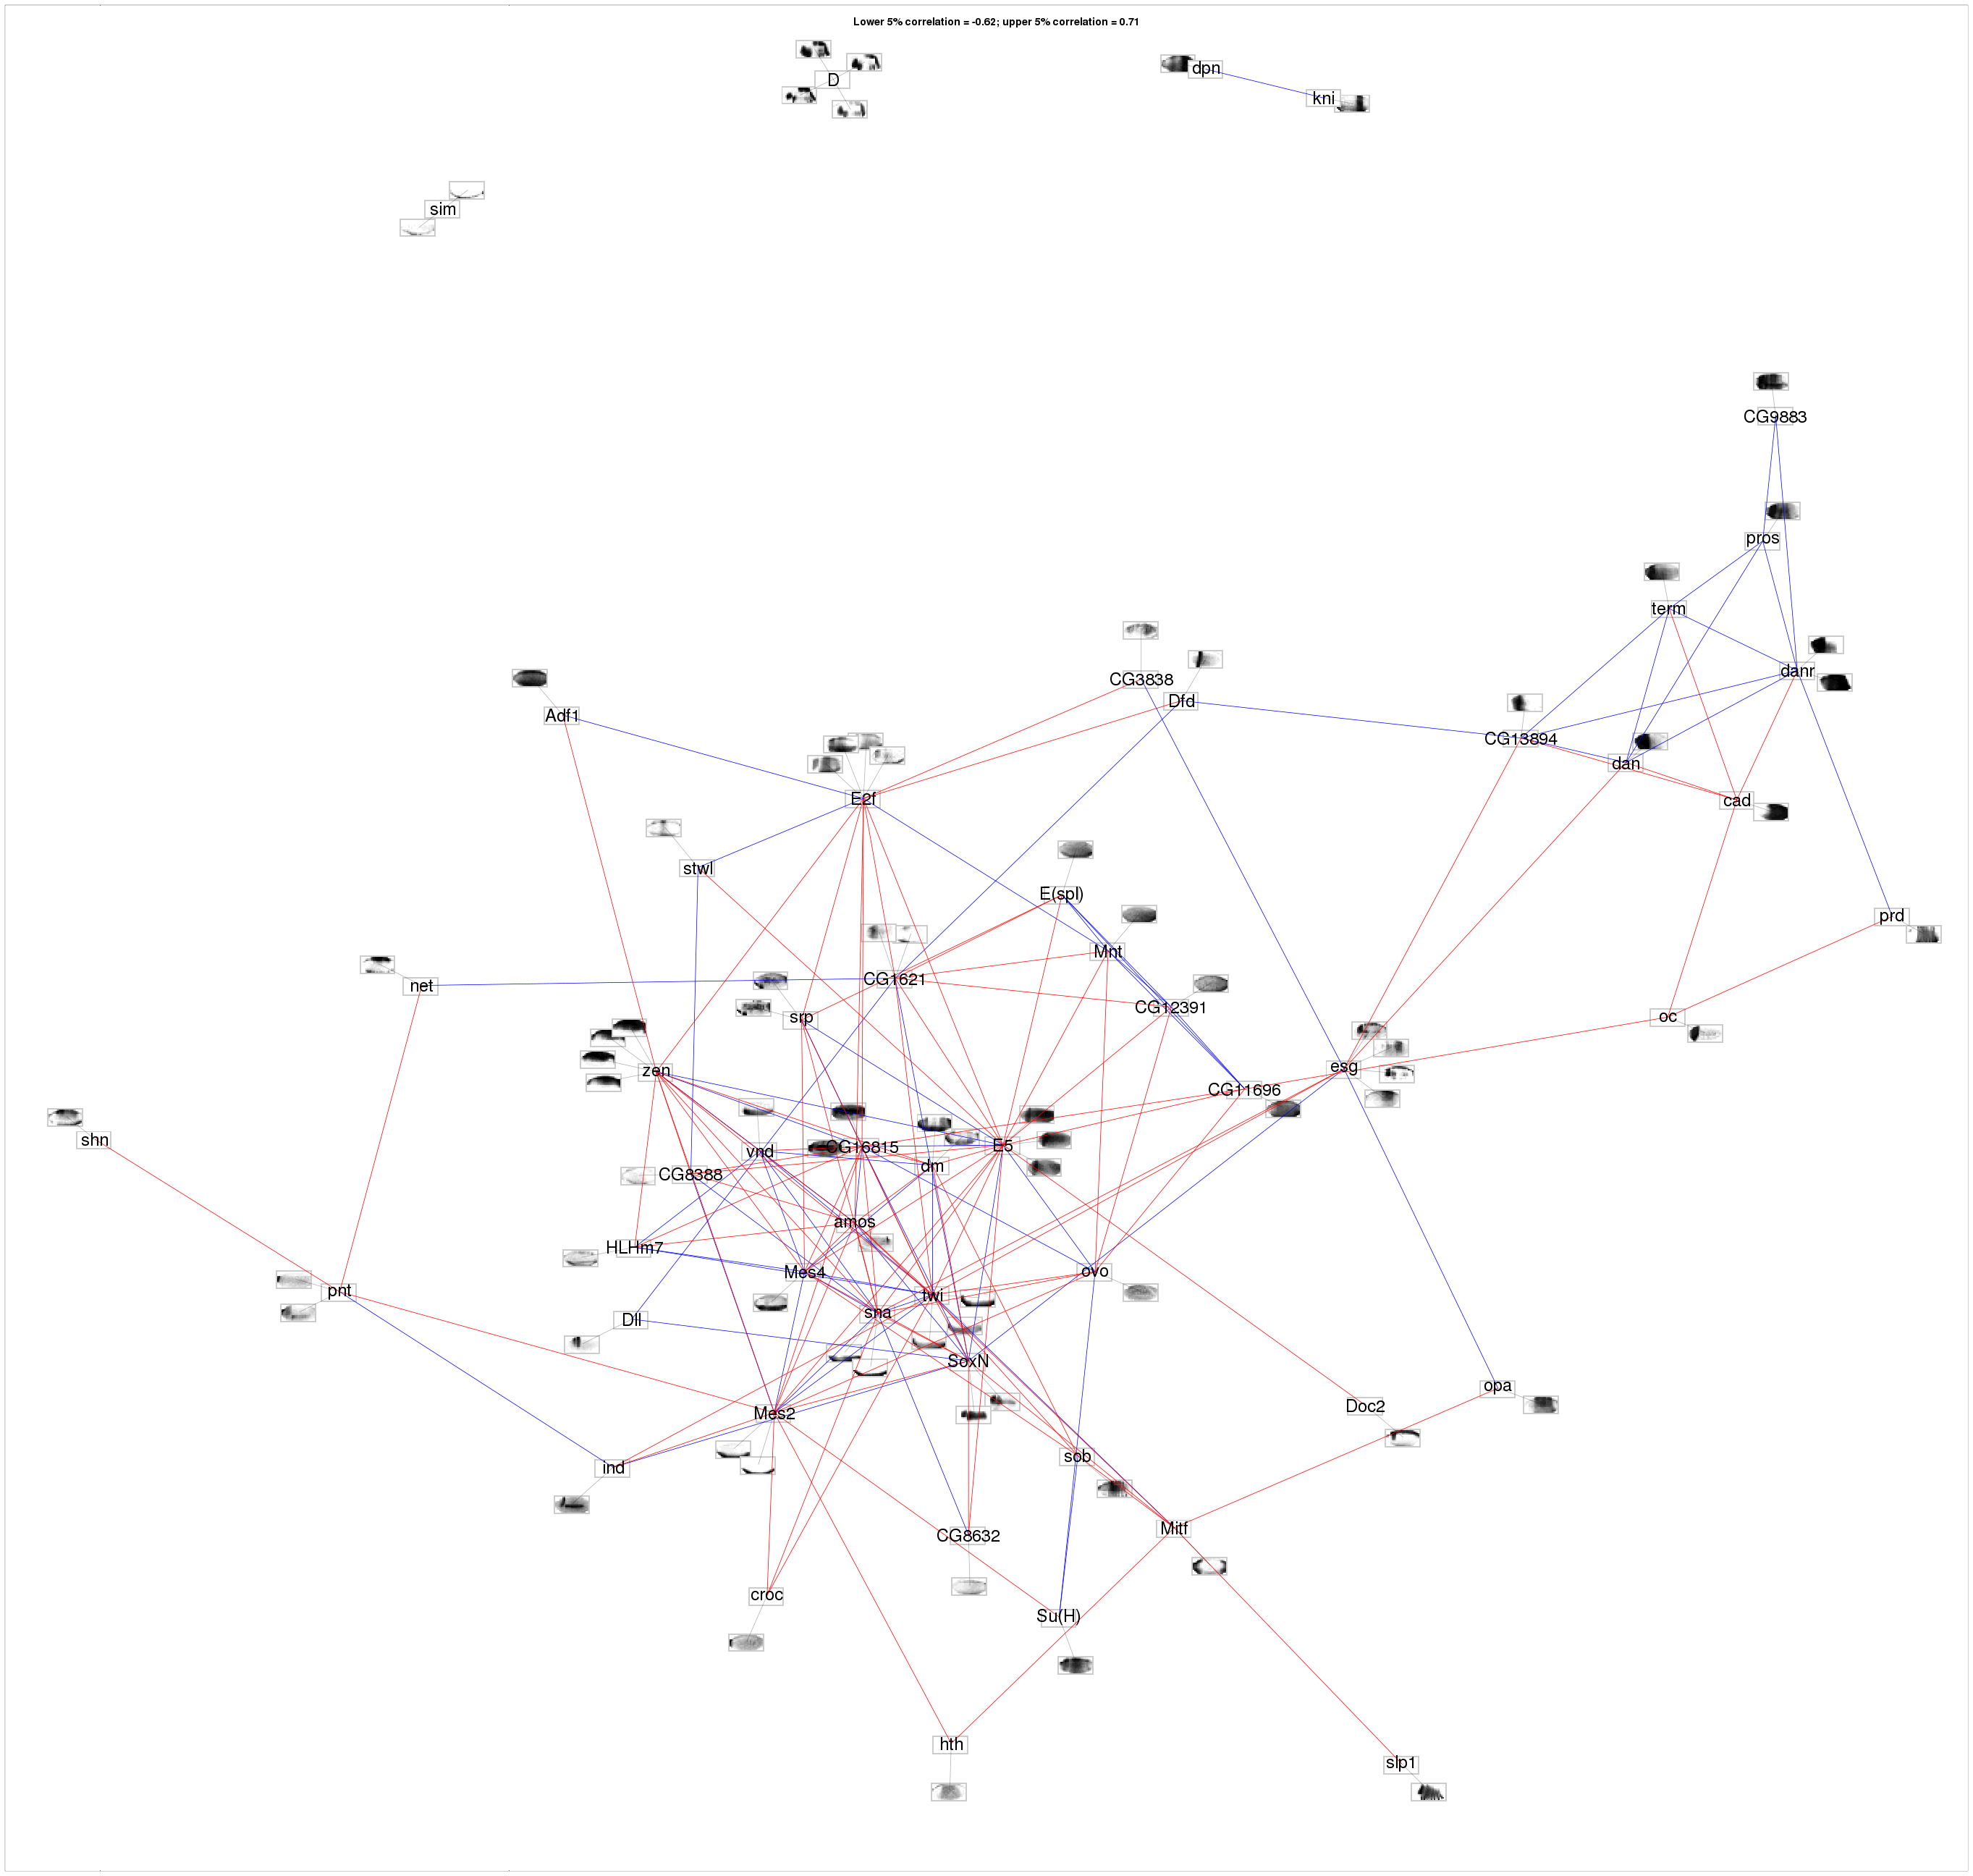 Lower 5% correlation = -0.62; upper 5% correlation = 0.71
D
dpn
kni
sim
CG9883
pros
term
danr
CG3838
Dfd
Adf1
CG13894
dan
E2f
cad
stwl
E(spl)
prd
Mnt
net
CG1621
CG12391
srp
oc
zen
esg
CG11696
shn
vnd
CG16815
E5
CG8388
dm
amos
HLHm7
Mes4
ovo
pnt
twi
sna
Dll
SoxN
opa
Doc2
Mes2
sob
ind
Mitf
CG8632
croc
Su(H)
hth
slp1